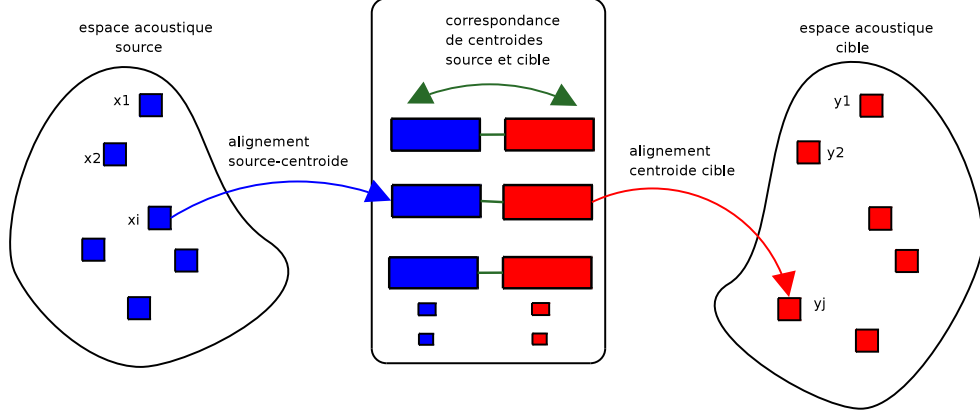 espace acoustique
source
x1
x2
xi
alignement
source-centroide
correspondance
de centroides
source et cible
alignement
centroide cible
espace acoustique
cible
y1
y2
yj